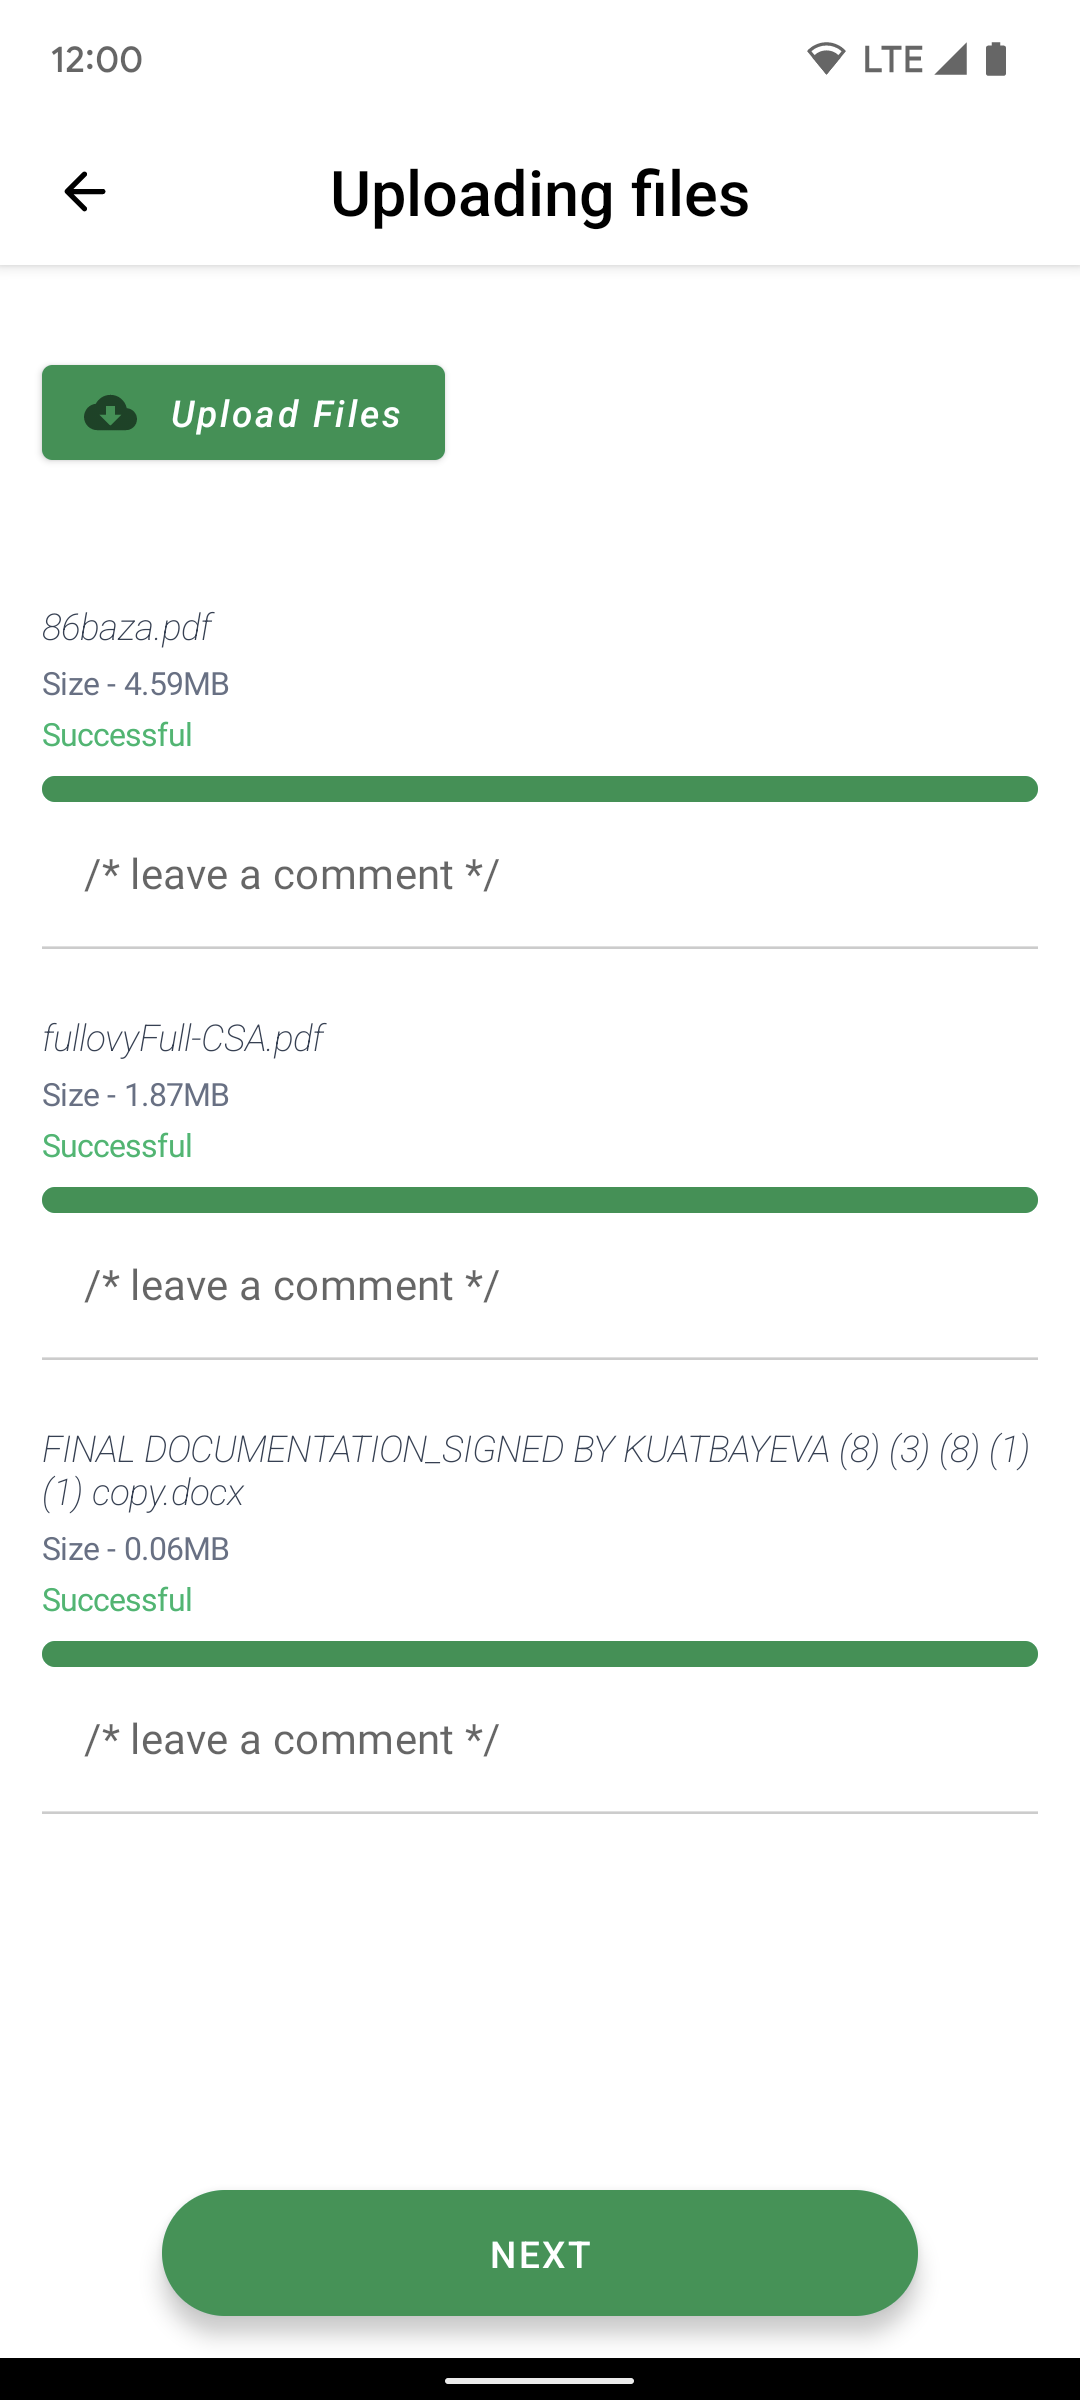 12:00 LTE
Uploading files
Upload Files
86baza.pdf
Size - 4.59MB
Successful
/* leave a comment */
fullovyFull-CSA.pdf
Size - 1.87MB
Successful
/* leave a comment */
FINAL DOCUMENTATION_SIGNED BY KUATBAYEVA (8) (3) (8) (1)
(1) copy.docx
Size - 0.06MB
Successful
/* leave a comment */
NEXT